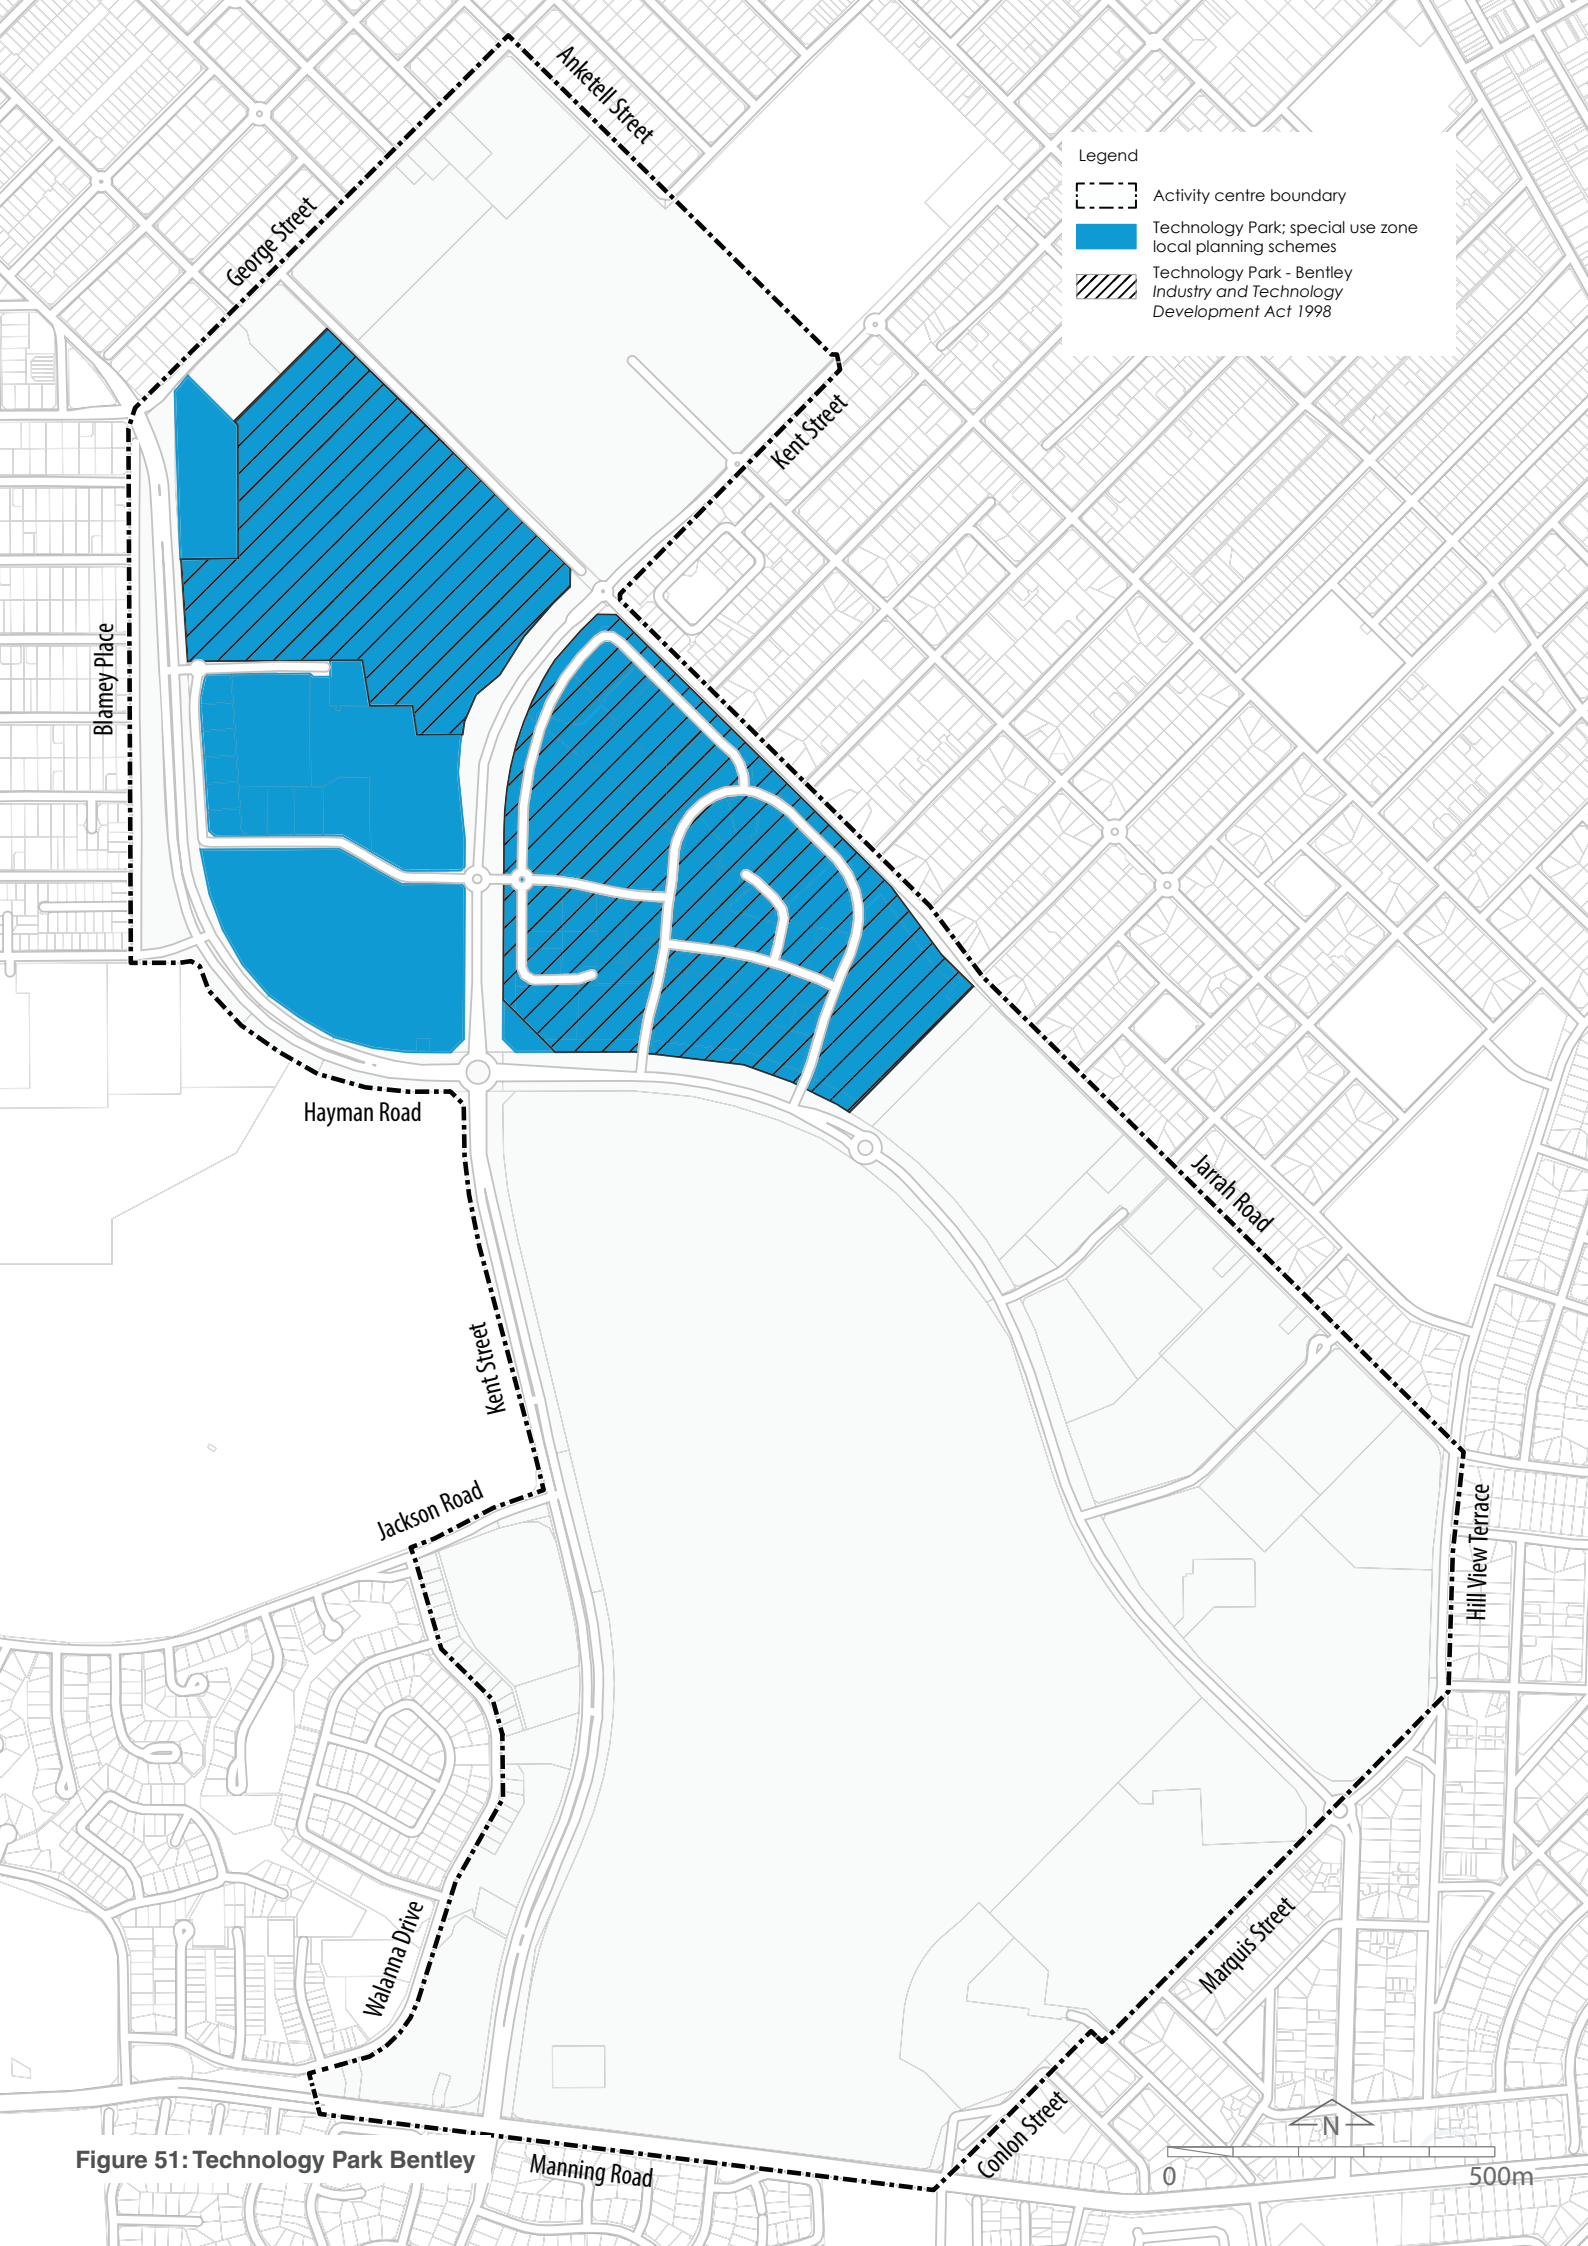 Anketell Street
Legend
Activity centre boundary
Technology Park; special use zone
local planning schemes
Technology Park - Bentley
Industry and Technology
Development Act 1998
George Street
Kent Street
Blamey Place
Hayman Road
Jarrah Road
Kent Street
Jackson Road
Hill View Terrace
Walanna Drive
Marquis Street
Conlon Street
N
0
500m
Figure 51: Technology Park Bentley
Manning Road